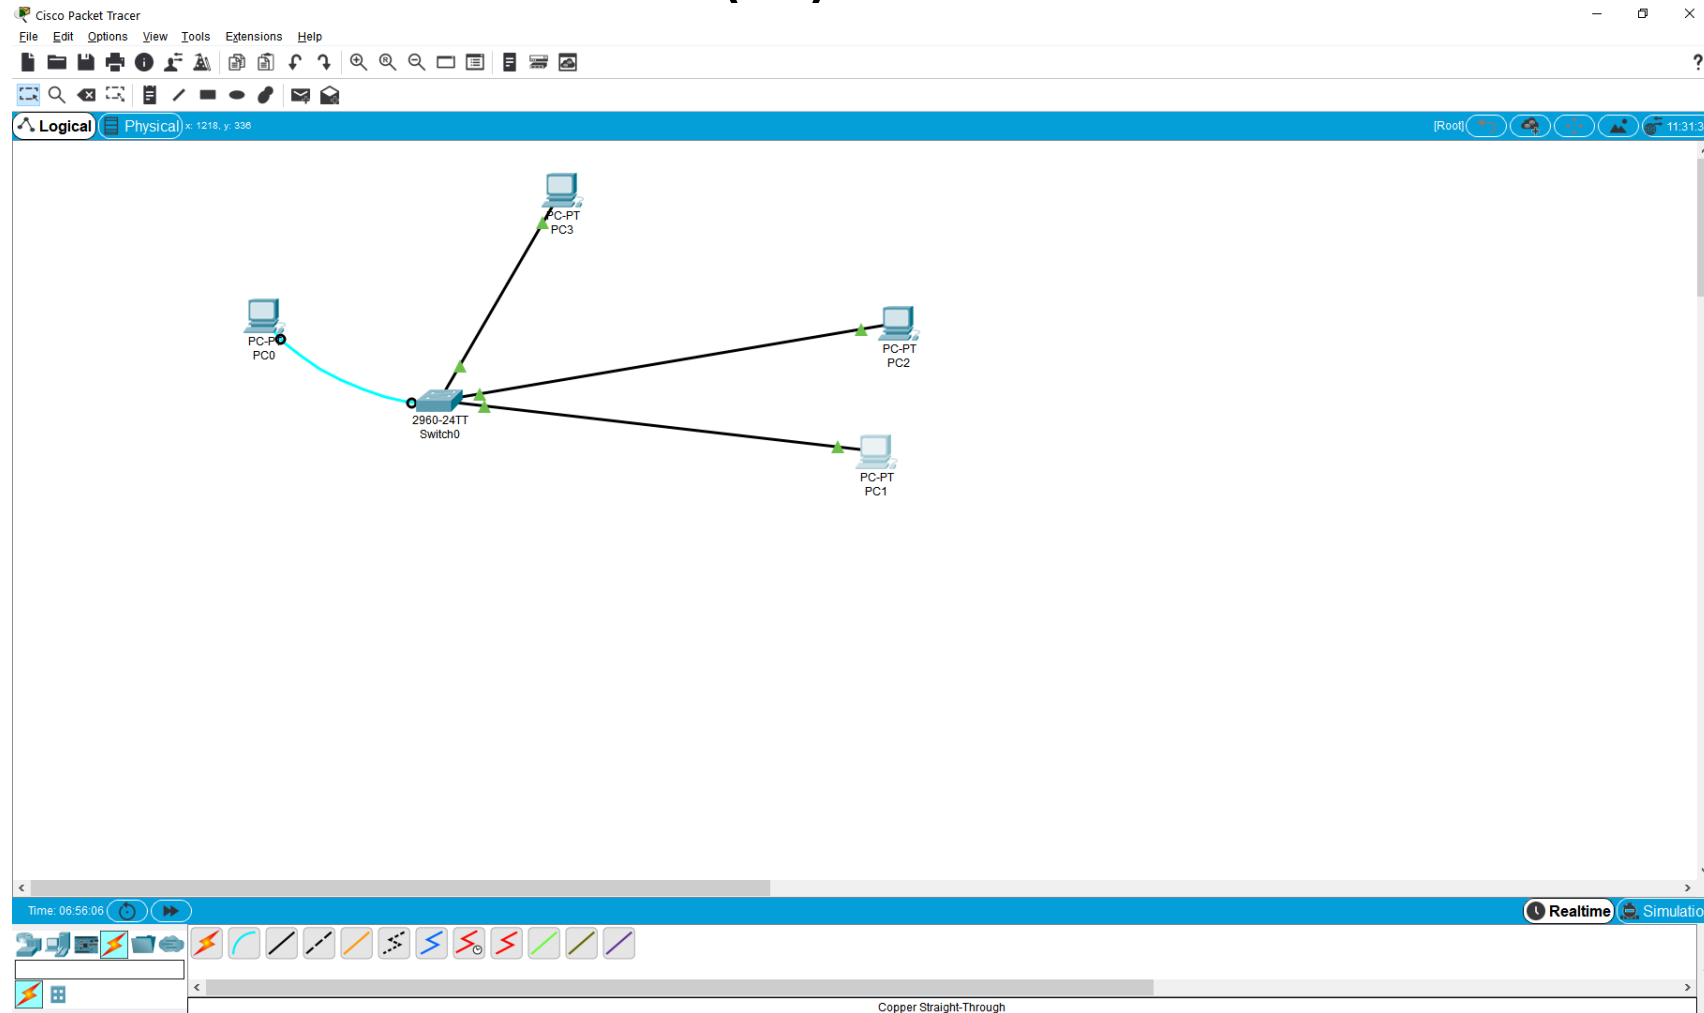 Cisco Packet Tracer
File Edit Options View Tools Extensions Help
?
Logical Physical x: 1218, y: 336 [Root] 11:31:3
PC-PT
PC3
PC-P
PC0
PC-PT
PC2
2960-24TT
Switch0
PC-PT
PC1
Time: 06:56:06 Realtime Simulatio
Copper Straight-Through